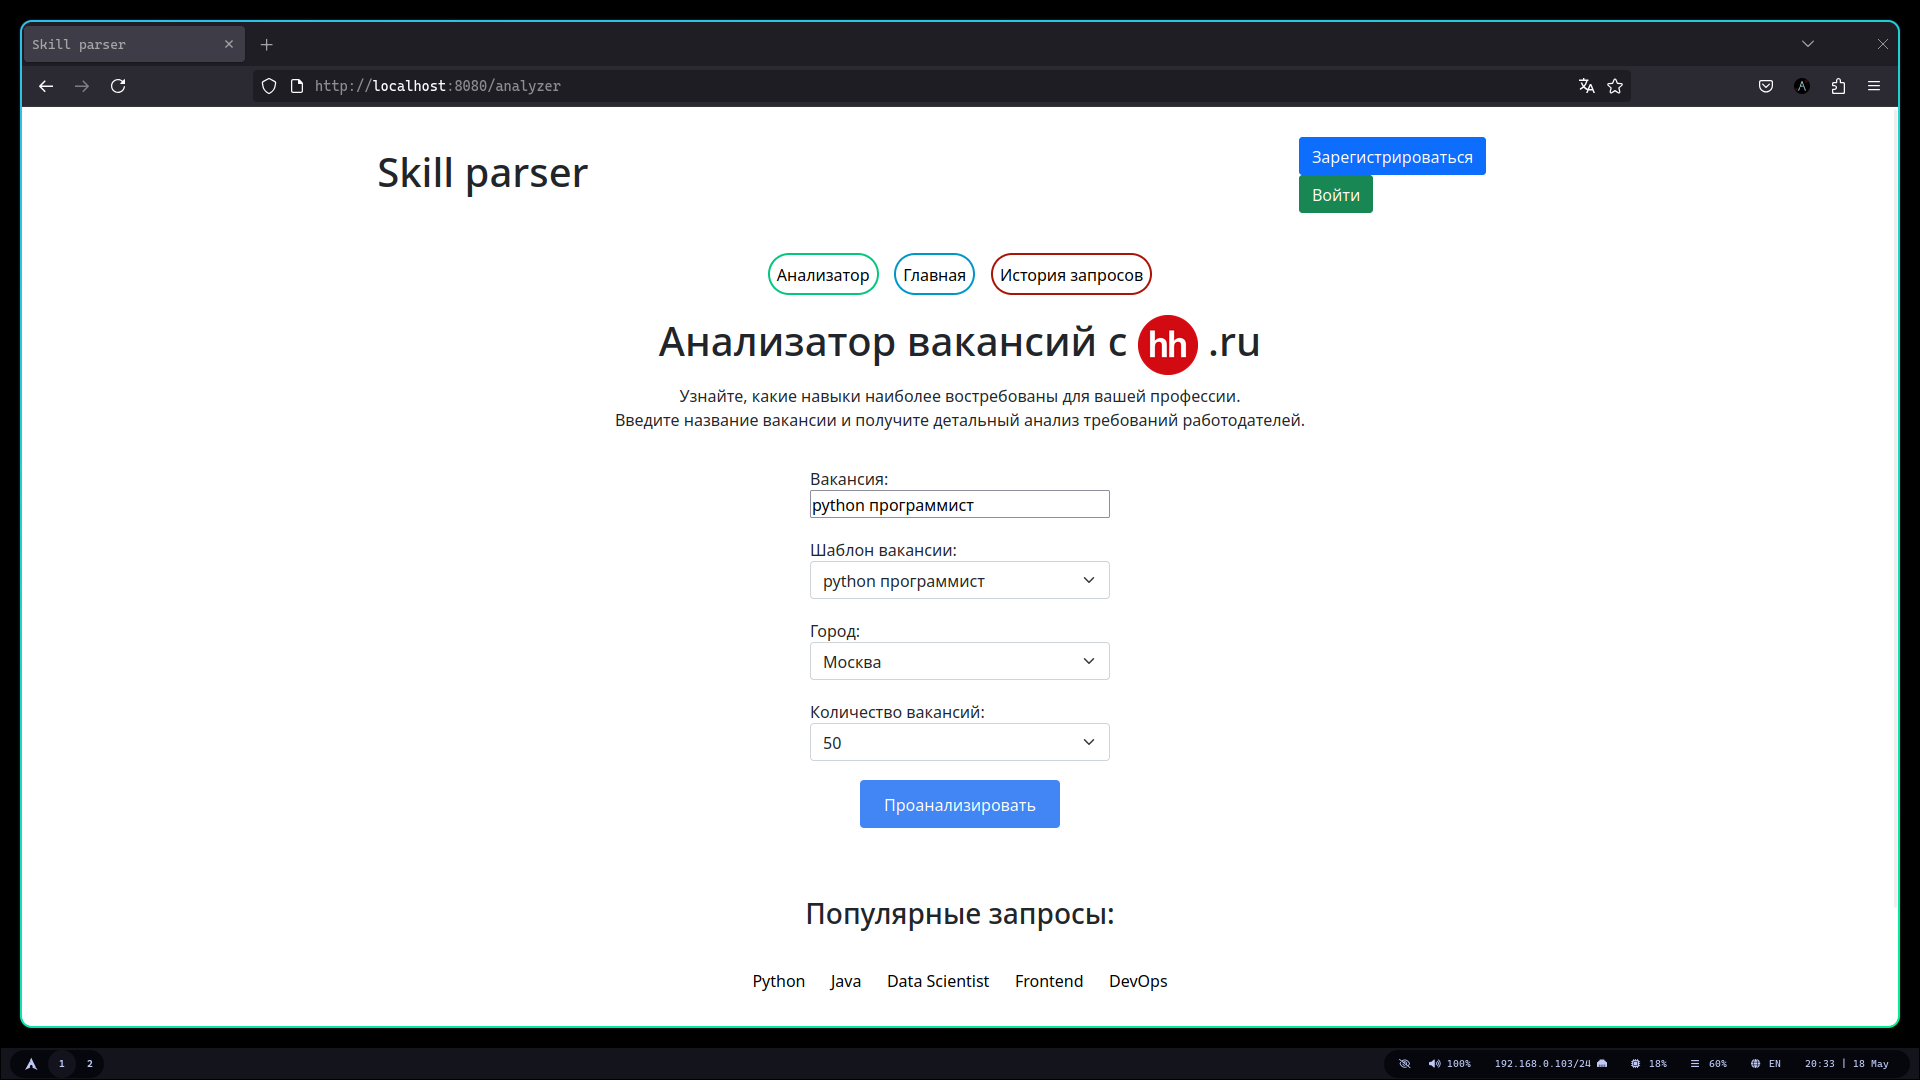 Skill parser
http://localhost:8080/analyzer
Skill parser
Зарегистрироваться
Войти
Анализатор Главная История запросов
Анализатор вакансий с hh .ru
Узнайте, какие навыки наиболее востребованы для вашей профессии.
Введите название вакансии и получите детальный анализ требований работодателей.
Вакансия:
python программист
Шаблон вакансии:
python программист
Город:
Москва
Количество вакансий:
50
Проанализировать
Популярные запросы:
Python Java Data Scientist Frontend DevOps
1 2 100% 192.168.0.103/24 18% 60% EN 20:33 | 18 May